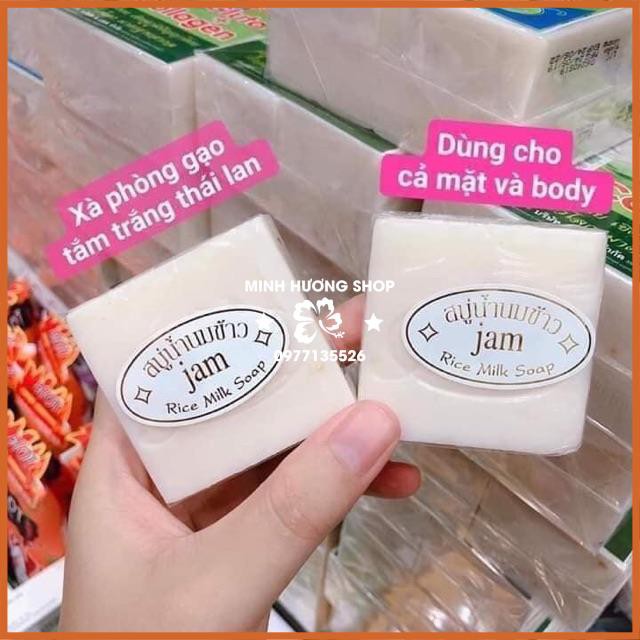 Collagen
Dùng cho
cả mặt và body
Xà phòng gạo
tắm trắng thái lan
MINH HƯƠNG SHOP
0977135526
สบู่น้ำนมข้าว
jam
Rice Milk Soap
สบู่น้ำนมข้าว
jam
Rice Milk Soap